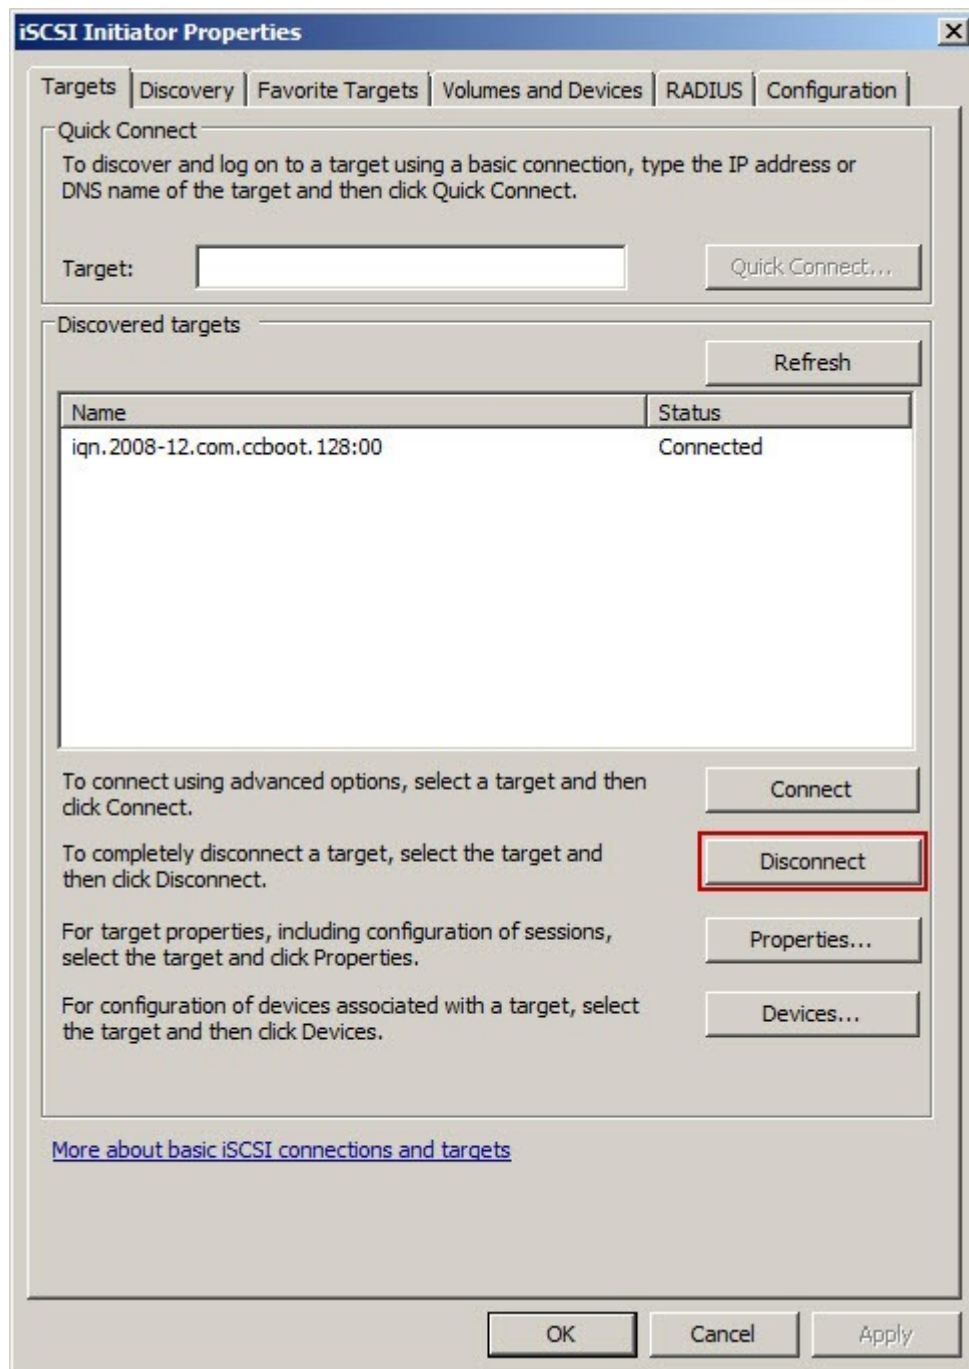 iSCSI Initiator Properties
Targets Discovery Favorite Targets Volumes and Devices RADIUS Configuration
Quick Connect
To discover and log on to a target using a basic connection, type the IP address or
DNS name of the target and then click Quick Connect.
Target: Quick Connect...
Discovered targets
Refresh
Name Status
iqn.2008-12.com.ccboot.128:00 Connected
To connect using advanced options, select a target and then
click Connect.
Connect
To completely disconnect a target, select the target and
then click Disconnect.
Disconnect
For target properties, including configuration of sessions,
select the target and click Properties.
Properties...
For configuration of devices associated with a target, select
the target and then click Devices.
Devices...
More about basic iSCSI connections and targets
OK Cancel Apply